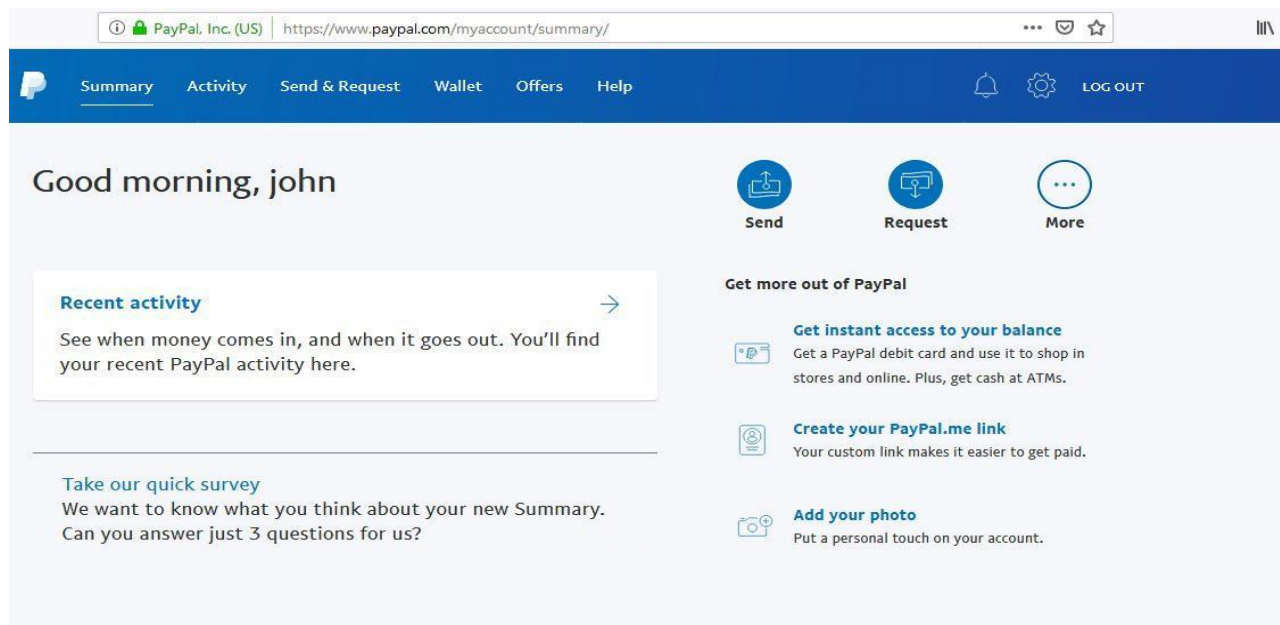 PayPal, Inc. (US) https://www.paypal.com/myaccount/summary/
Summary Activity Send & Request Wallet Offers Help LOG OUT
Good morning, john
Send Request More
Recent activity
See when money comes in, and when it goes out. You'll find
your recent PayPal activity here.
Take our quick survey
We want to know what you think about your new Summary.
Can you answer just 3 questions for us?
Get more out of PayPal
Get instant access to your balance
Get a PayPal debit card and use it to shop in
stores and online. Plus, get cash at ATMs.
Create your PayPal.me link
Your custom link makes it easier to get paid.
Add your photo
Put a personal touch on your account.